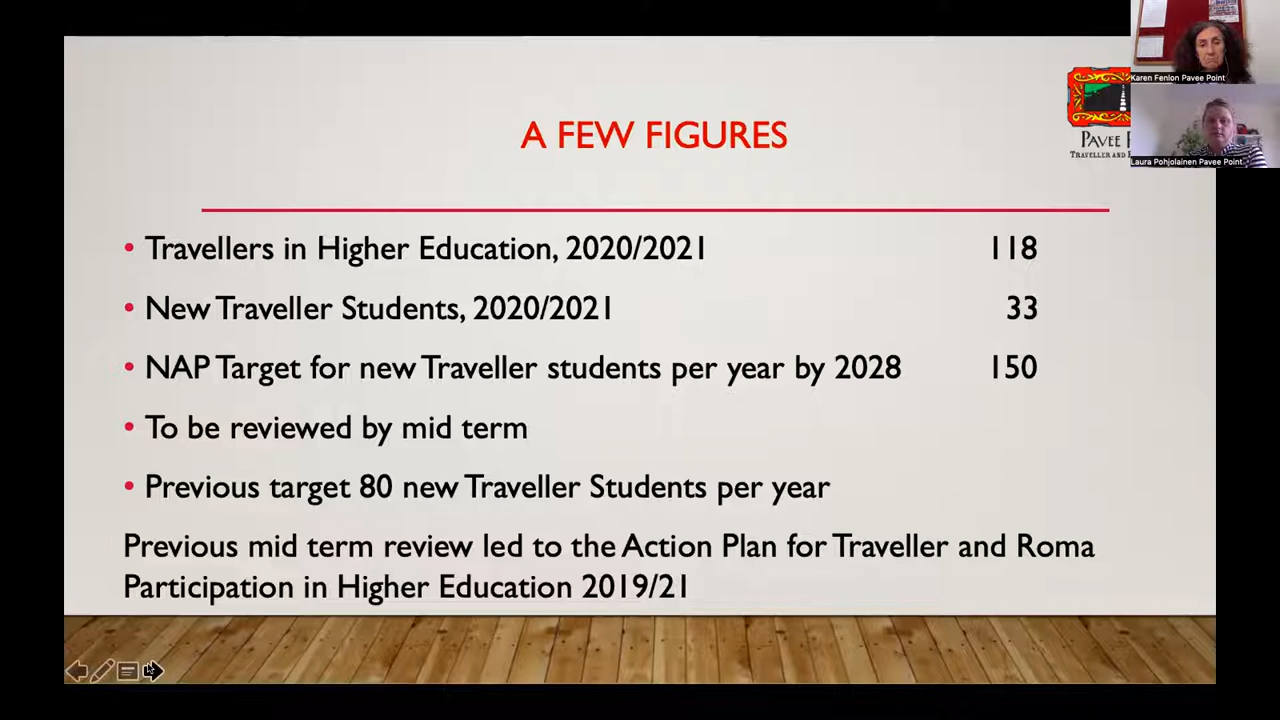 Karen Fenlon Pavee Point
A FEW FIGURES
PAVEE
TRAVELLER AND
Laura Pohjolainen Pavee Point
• Travellers in Higher Education, 2020/2021 118
• New Traveller Students, 2020/2021 33
• NAP Target for new Traveller students per year by 2028 150
• To be reviewed by mid term
• Previous target 80 new Traveller Students per year
Previous mid term review led to the Action Plan for Traveller and Roma
Participation in Higher Education 2019/21